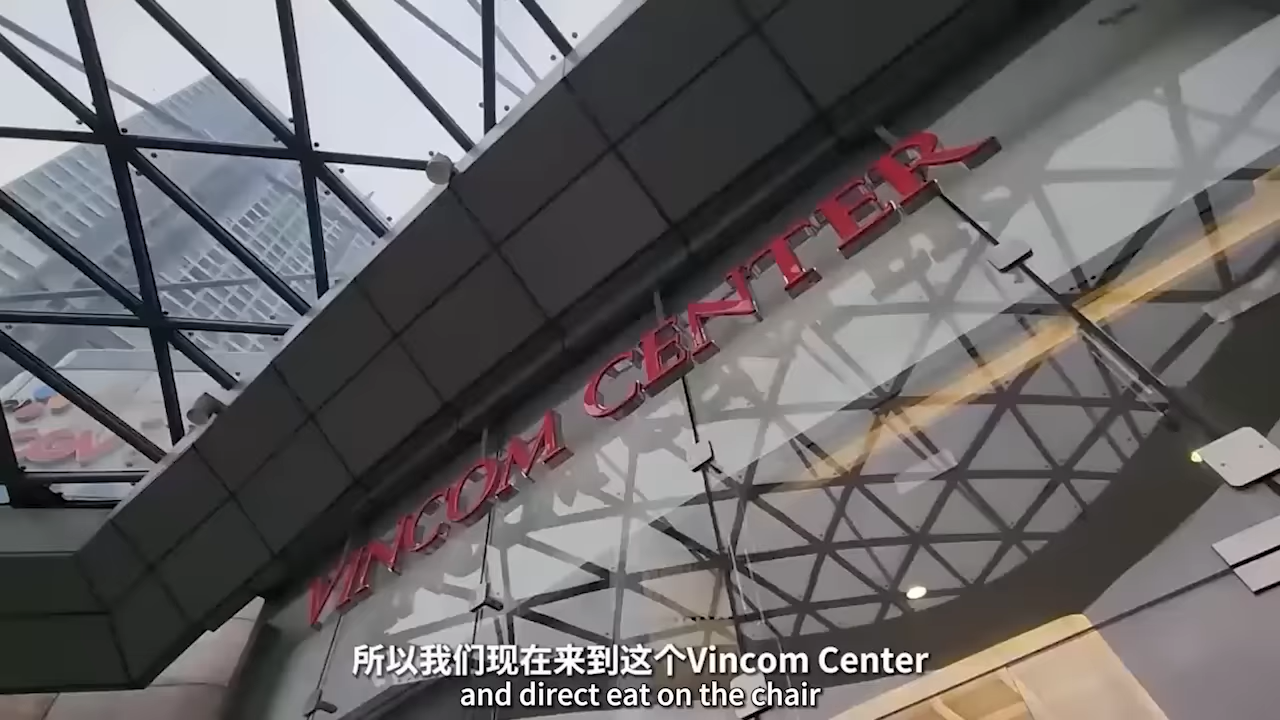 VINCOM CENTER
所以我们现在来到这个Vincom Center
and direct eat on the chair